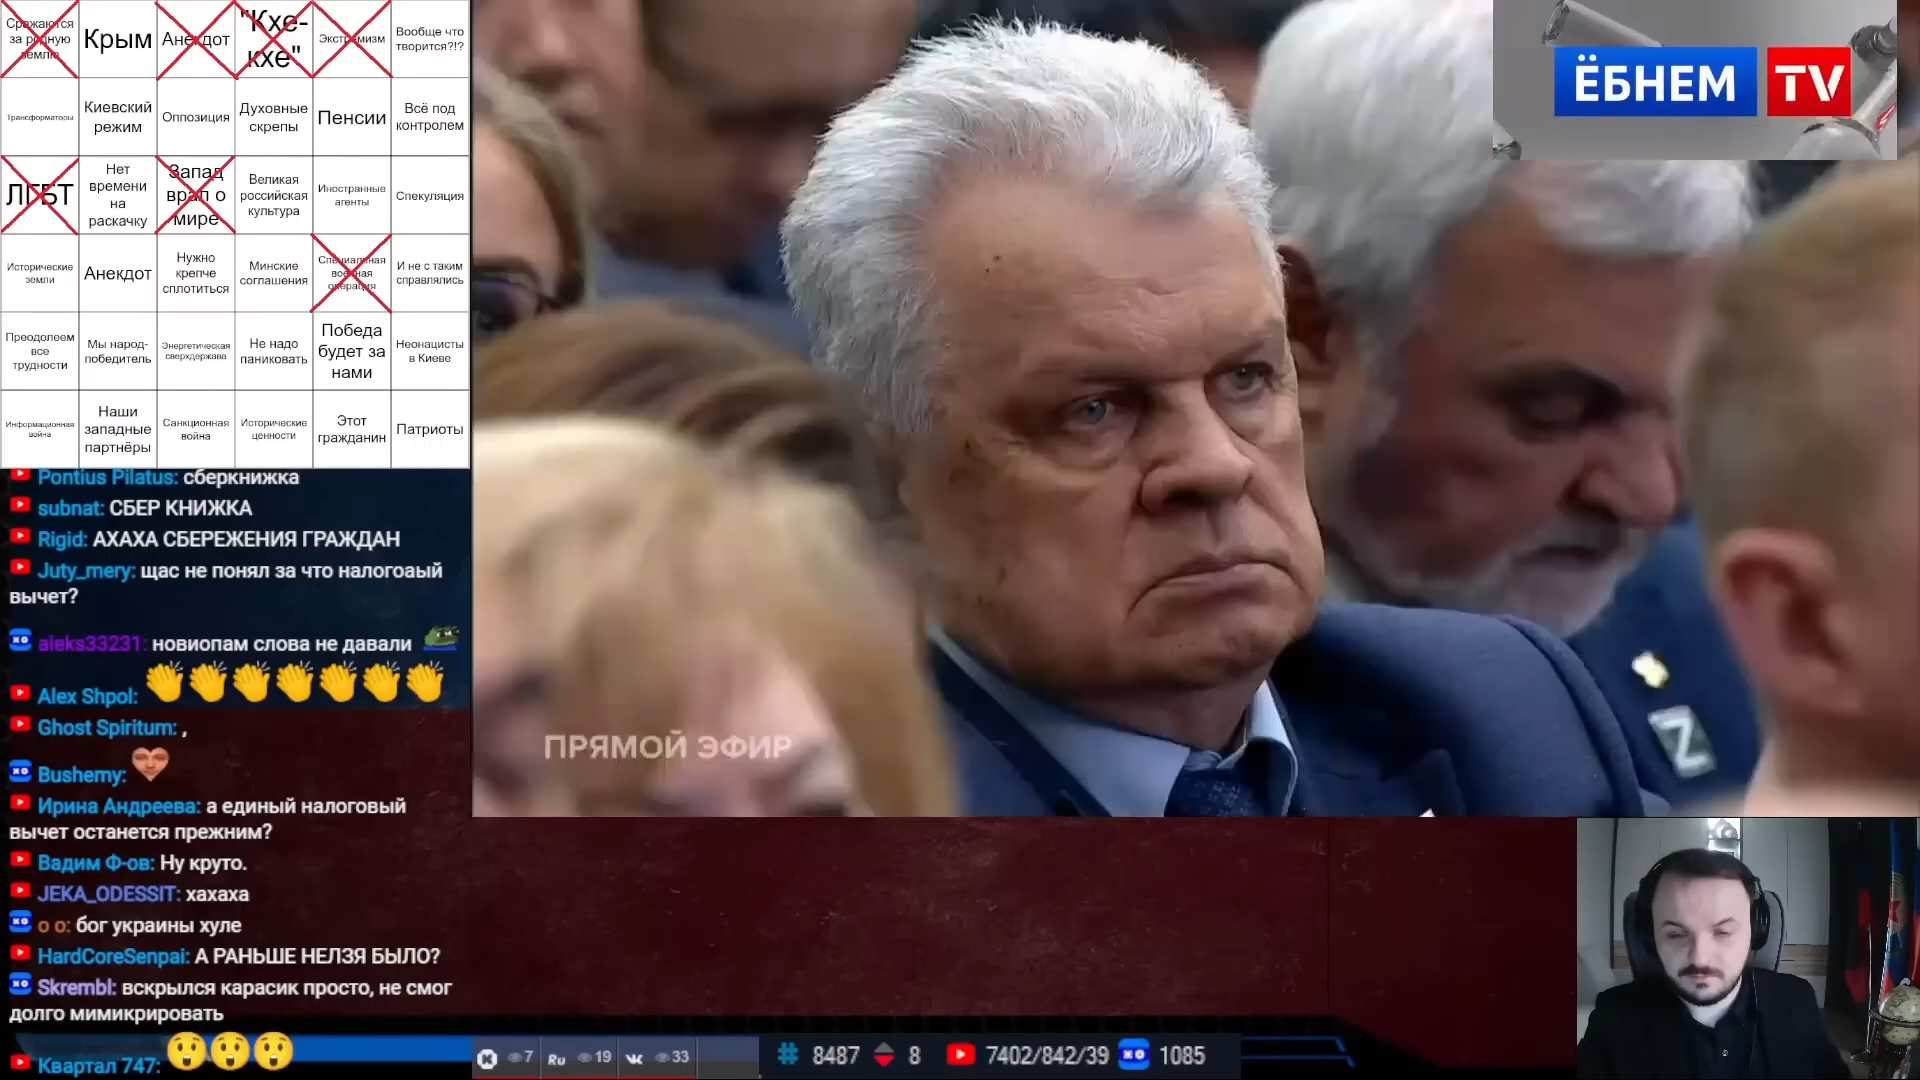 Сражаются
за родную
землю
Крым
Анекдот
"Кхе-
кхе"
Экстремизм
Вообще что
творится?!?
Трансформаторы
Киевский
режим
Оппозиция
Духовные
скрепы
Пенсии
Всё под
контролем
ЛГБТ
Нет
времени
на
раскачку
Запад
врал о
мире
Великая
российская
культура
Иностранные
агенты
Спекуляция
Исторические
земли
Анекдот
Нужно
крепче
сплотиться
Минские
соглашения
Специальная
военная
операция
И не с таким
справлялись
Преодолеем
все
трудности
Мы народ-
победитель
Энергетическая
сверхдержава
Не надо
паниковать
Победа
будет за
нами
Неонацисты
в Киеве
Информационная
война
Наши
западные
партнёры
Санкционная
война
Исторические
ценности
Этот
гражданин
Патриоты
ЁБНЕМ TV
Z
ПРЯМОЙ ЭФИР
Pontius Pilatus: сберкнижка
subnat: СБЕР КНИЖКА
Rigid: АХАХА СБЕРЕЖЕНИЯ ГРАЖДАН
Juty_mery: щас не понял за что налогоаый
вычет?
aleks33231: новиопам слова не давали
Alex Shpol:
Ghost Spiritum: ,
Bushemy:
Ирина Андреева: а единый налоговый
вычет останется прежним?
Вадим Ф-ов: Ну круто.
JEKA_ODESSIT: хахаха
o o: бог украины хуле
HardCoreSenpai: А РАНЬШЕ НЕЛЗЯ БЫЛО?
Skrembl: вскрылся карасик просто, не смог
долго мимикрировать
Квартал 747:
7 Ru 19 33 # 8487 8 7402/842/39 1085